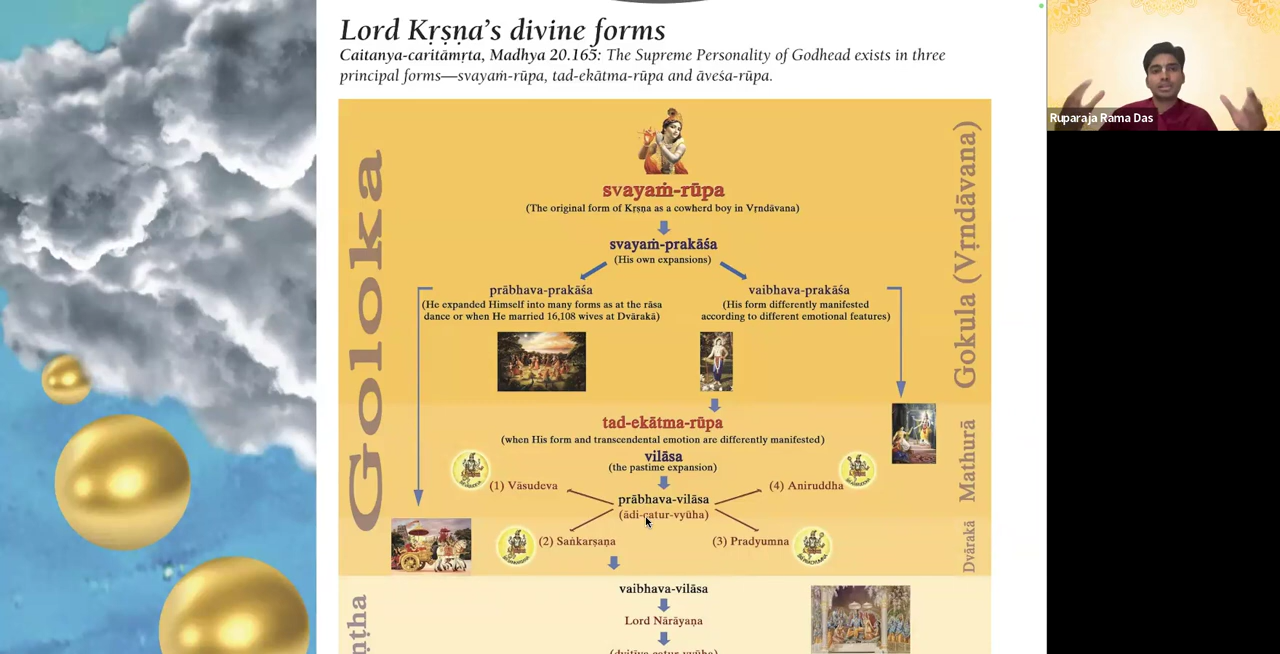 Lord Kṛṣṇa's divine forms
Caitanya-caritāmṛta, Madhya 20.165: The Supreme Personality of Godhead exists in three
principal forms—svayaṁ-rūpa, tad-ekātma-rūpa and āveśa-rūpa.
Ruparaja Rama Das
Goloka
Gokula (Vṛndāvana)
svayaṁ-rūpa
(The original form of Kṛṣṇa as a cowherd boy in Vṛndāvana)
svayaṁ-prakāśa
(His own expansions)
prābhava-prakāśa
(He expanded Himself into many forms as at the rāsa
dance or when He married 16,108 wives at Dvārakā)
vaibhava-prakāśa
(His form differently manifested
according to different emotional features)
tad-ekātma-rūpa
(when His form and transcendental emotion are differently manifested)
vilāsa
(the pastime expansion)
Mathurā
(1) Vāsudeva
(4) Aniruddha
prābhava-vilāsa
(ādi-catur-vyūha)
(2) Saṅkarṣaṇa
(3) Pradyumna
Dvārakā
vaibhava-vilāsa
Lord Nārāyaṇa
(dvitīya-catur-vyūha)
ṇṭha